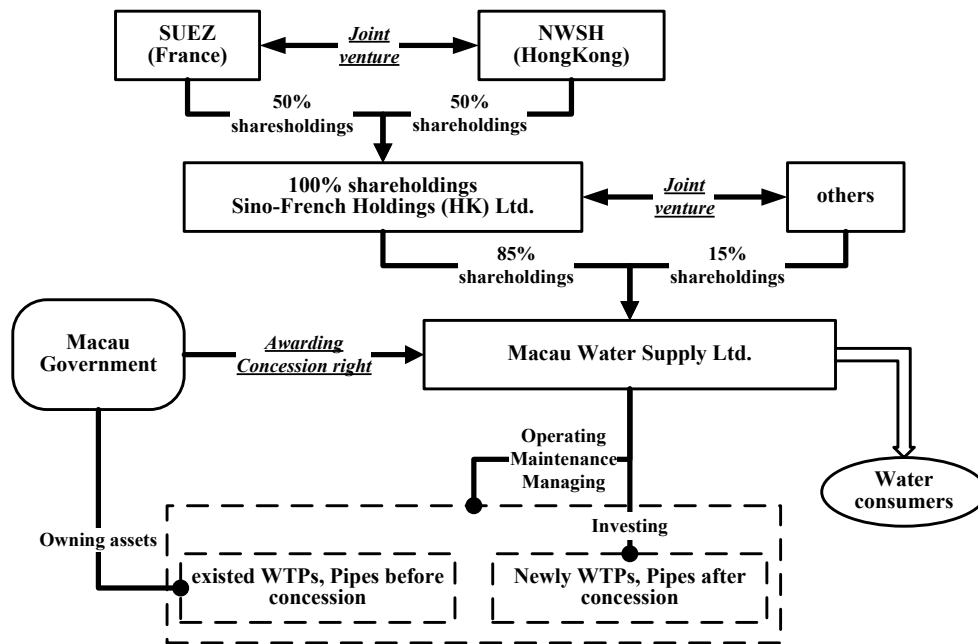 SUEZ
(France)
Joint
venture
NWSH
(HongKong)
50%
sharesholdings
50%
shareholdings
100% shareholdings
Sino-French Holdings (HK) Ltd.
Joint
venture
others
85%
shareholdings
15%
shareholdings
Macau
Government
Awarding
Concession right
Macau Water Supply Ltd.
Operating
Maintenance
Managing
Water
consumers
Owning assets
Investing
existed WTPs, Pipes before
concession
Newly WTPs, Pipes after
concession